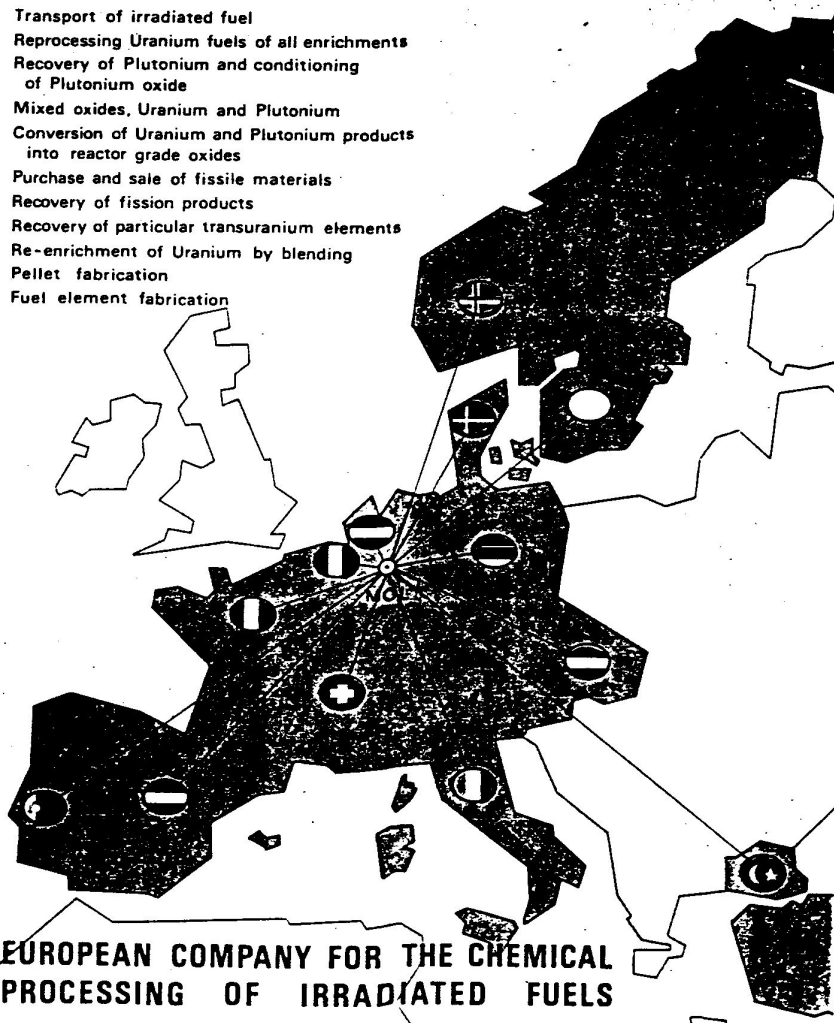 Transport of irradiated fuel
Reprocessing Uranium fuels of all enrichments
Recovery of Plutonium and conditioning
of Plutonium oxide
Mixed oxides, Uranium and Plutonium
Conversion of Uranium and Plutonium products
into reactor grade oxides
Purchase and sale of fissile materials
Recovery of fission products
Recovery of particular transuranium elements
Re-enrichment of Uranium by blending
Pellet fabrication
Fuel element fabrication
MOL
EUROPEAN COMPANY FOR THE CHEMICAL
PROCESSING OF IRRADIATED FUELS